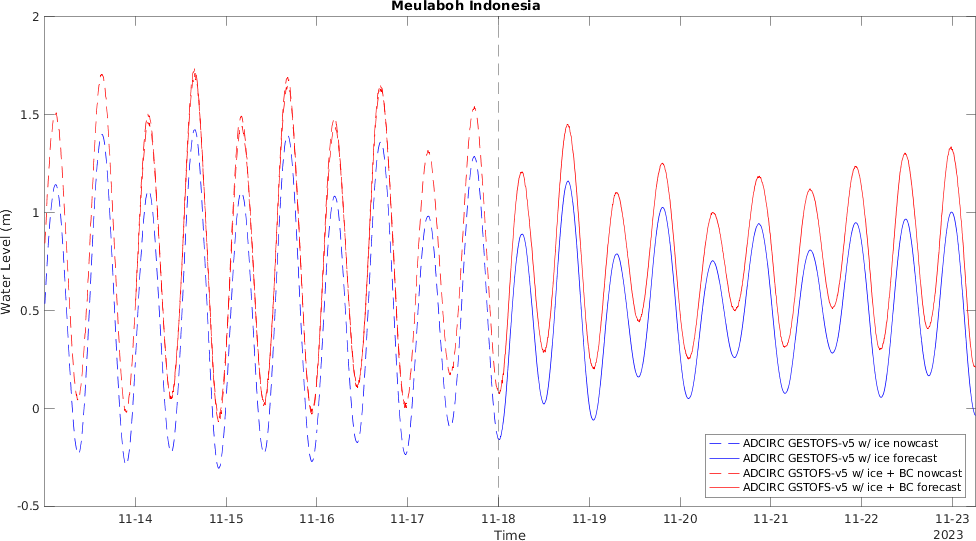 Meulaboh Indonesia
2
1.5
1
0.5
0
-0.5
Water Level (m)
ADCIRC GESTOFS-v5 w/ ice nowcast
ADCIRC GESTOFS-v5 w/ ice forecast
ADCIRC GSTOFS-v5 w/ ice + BC nowcast
ADCIRC GSTOFS-v5 w/ ice + BC forecast
11-14 11-15 11-16 11-17 11-18 11-19 11-20 11-21 11-22 11-23
Time
2023